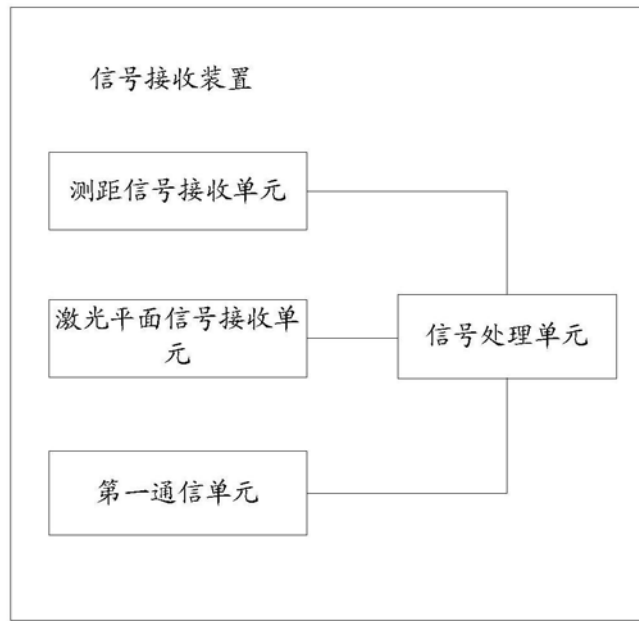 信号接收装置
测距信号接收单元
激光平面信号接收单
元
信号处理单元
第一通信单元